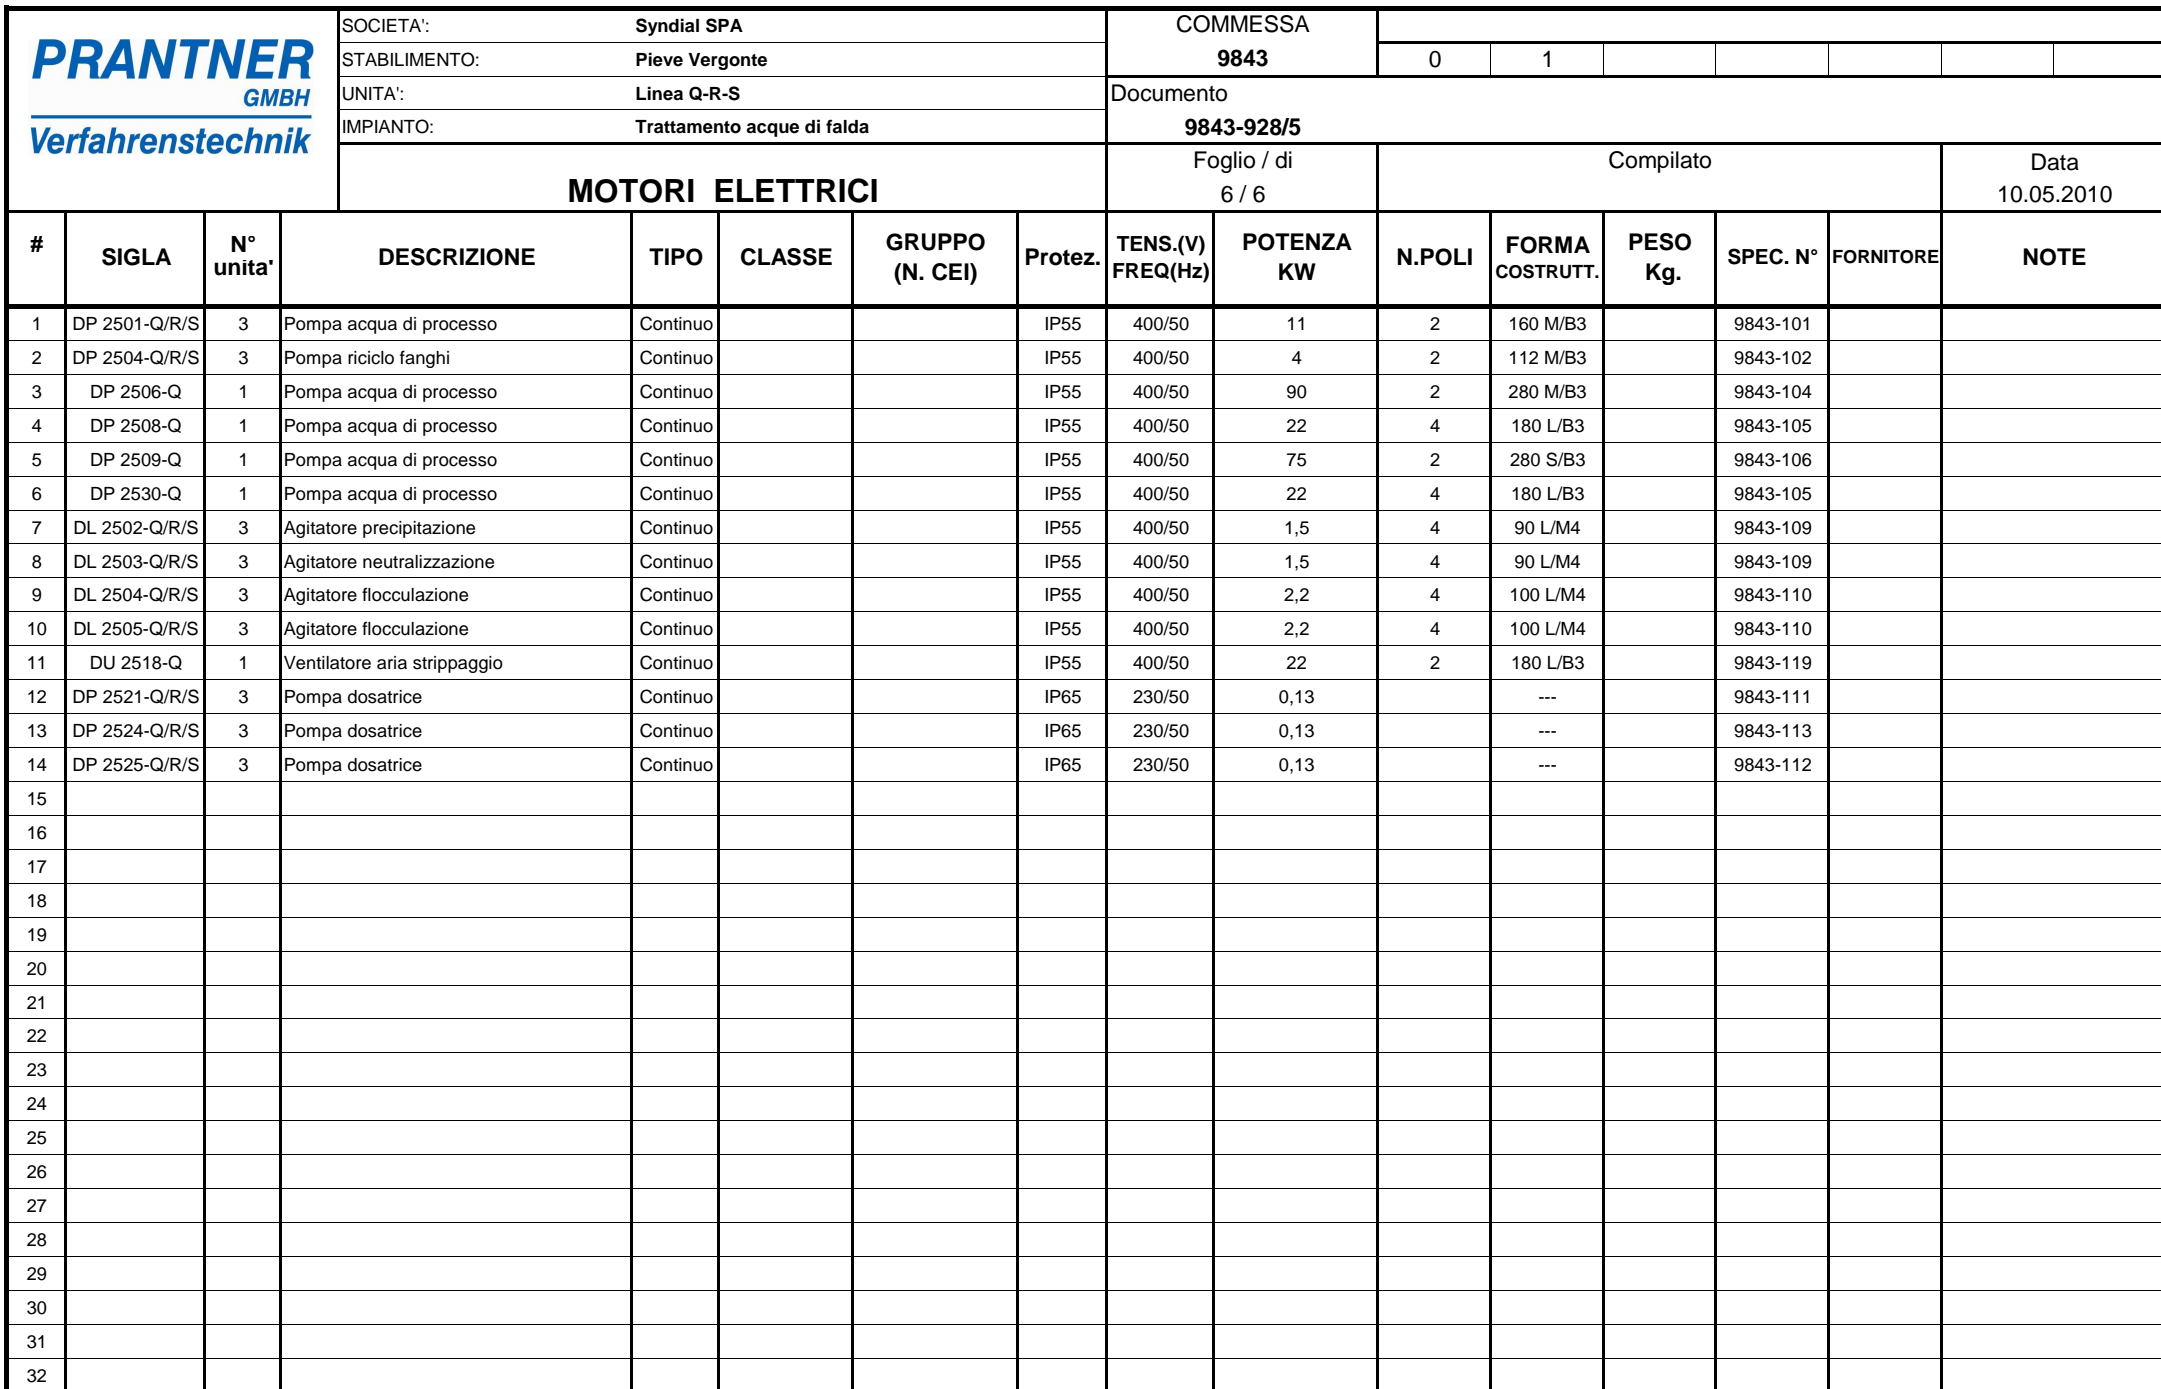 PRANTNER
GMBH
Verfahrenstechnik
SOCIETA': Syndial SPA
STABILIMENTO: Pieve Vergonte
UNITA': Linea Q-R-S
IMPIANTO: Trattamento acque di falda
MOTORI ELETTRICI
COMMESSA
9843
0 1
Documento
9843-928/5
Foglio / di
6 / 6
Compilato
Data
10.05.2010
# SIGLA N° unita' DESCRIZIONE TIPO CLASSE GRUPPO (N. CEI) Protez. TENS.(V) FREQ(Hz) POTENZA KW N.POLI FORMA COSTRUTT. PESO Kg. SPEC. N° FORNITORE NOTE
1 DP 2501-Q/R/S 3 Pompa acqua di processo Continuo IP55 400/50 11 2 160 M/B3 9843-101
2 DP 2504-Q/R/S 3 Pompa riciclo fanghi Continuo IP55 400/50 4 2 112 M/B3 9843-102
3 DP 2506-Q 1 Pompa acqua di processo Continuo IP55 400/50 90 2 280 M/B3 9843-104
4 DP 2508-Q 1 Pompa acqua di processo Continuo IP55 400/50 22 4 180 L/B3 9843-105
5 DP 2509-Q 1 Pompa acqua di processo Continuo IP55 400/50 75 2 280 S/B3 9843-106
6 DP 2530-Q 1 Pompa acqua di processo Continuo IP55 400/50 22 4 180 L/B3 9843-105
7 DL 2502-Q/R/S 3 Agitatore precipitazione Continuo IP55 400/50 1,5 4 90 L/M4 9843-109
8 DL 2503-Q/R/S 3 Agitatore neutralizzazione Continuo IP55 400/50 1,5 4 90 L/M4 9843-109
9 DL 2504-Q/R/S 3 Agitatore flocculazione Continuo IP55 400/50 2,2 4 100 L/M4 9843-110
10 DL 2505-Q/R/S 3 Agitatore flocculazione Continuo IP55 400/50 2,2 4 100 L/M4 9843-110
11 DU 2518-Q 1 Ventilatore aria strippaggio Continuo IP55 400/50 22 2 180 L/B3 9843-119
12 DP 2521-Q/R/S 3 Pompa dosatrice Continuo IP65 230/50 0,13 --- 9843-111
13 DP 2524-Q/R/S 3 Pompa dosatrice Continuo IP65 230/50 0,13 --- 9843-113
14 DP 2525-Q/R/S 3 Pompa dosatrice Continuo IP65 230/50 0,13 --- 9843-112
15
16
17
18
19
20
21
22
23
24
25
26
27
28
29
30
31
32